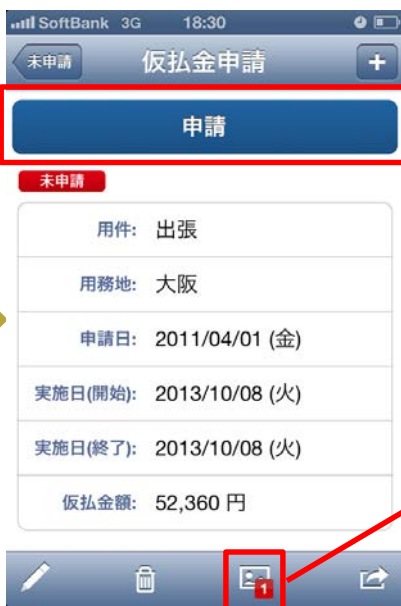 SoftBank 3G 18:30
未申請 仮払金申請 +
申請
未申請
用件: 出張
用務地: 大阪
申請日: 2011/04/01 (金)
実施日(開始): 2013/10/08 (火)
実施日(終了): 2013/10/08 (火)
仮払金額: 52,360 円
1